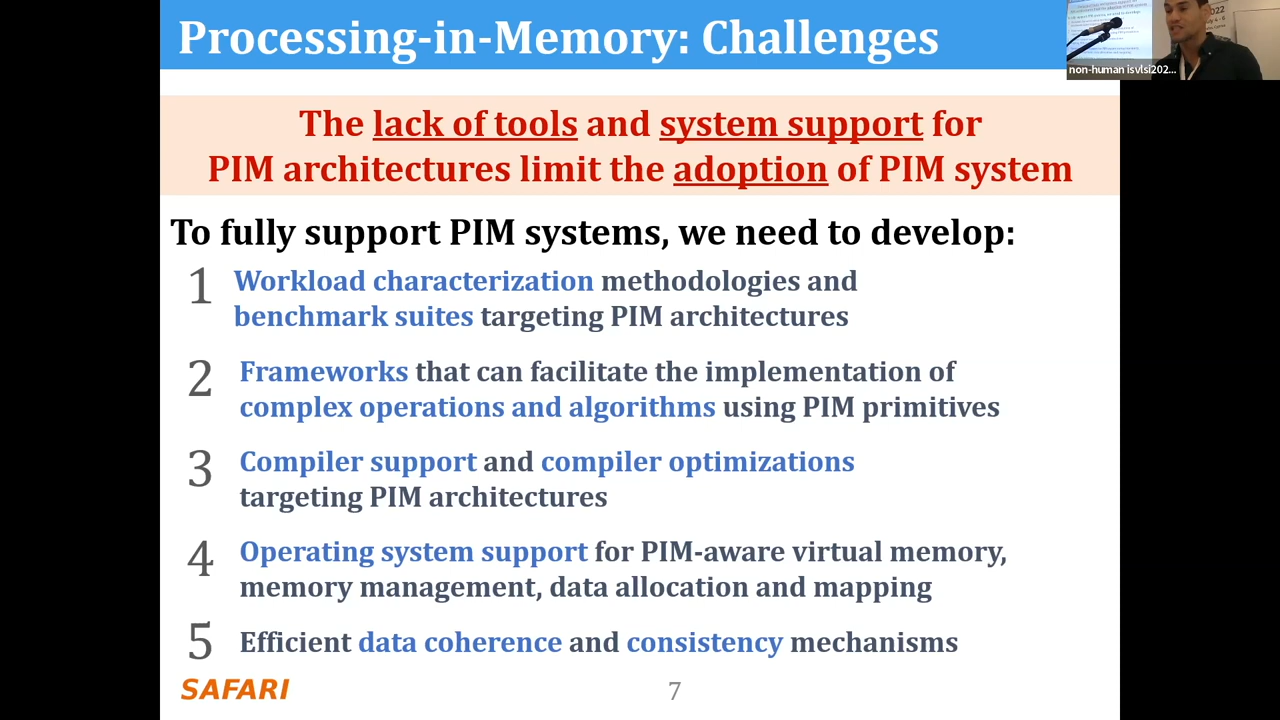 Processing-in-Memory: Challenges
2022
July 4 - 6
non-human isvlsi202...
The lack of tools and system support for
PIM architectures limit the adoption of PIM system
To fully support PIM systems, we need to develop:
1 Workload characterization methodologies and
benchmark suites targeting PIM architectures
2 Frameworks that can facilitate the implementation of
complex operations and algorithms using PIM primitives
3 Compiler support and compiler optimizations
targeting PIM architectures
4 Operating system support for PIM-aware virtual memory,
memory management, data allocation and mapping
5 Efficient data coherence and consistency mechanisms
SAFARI
7